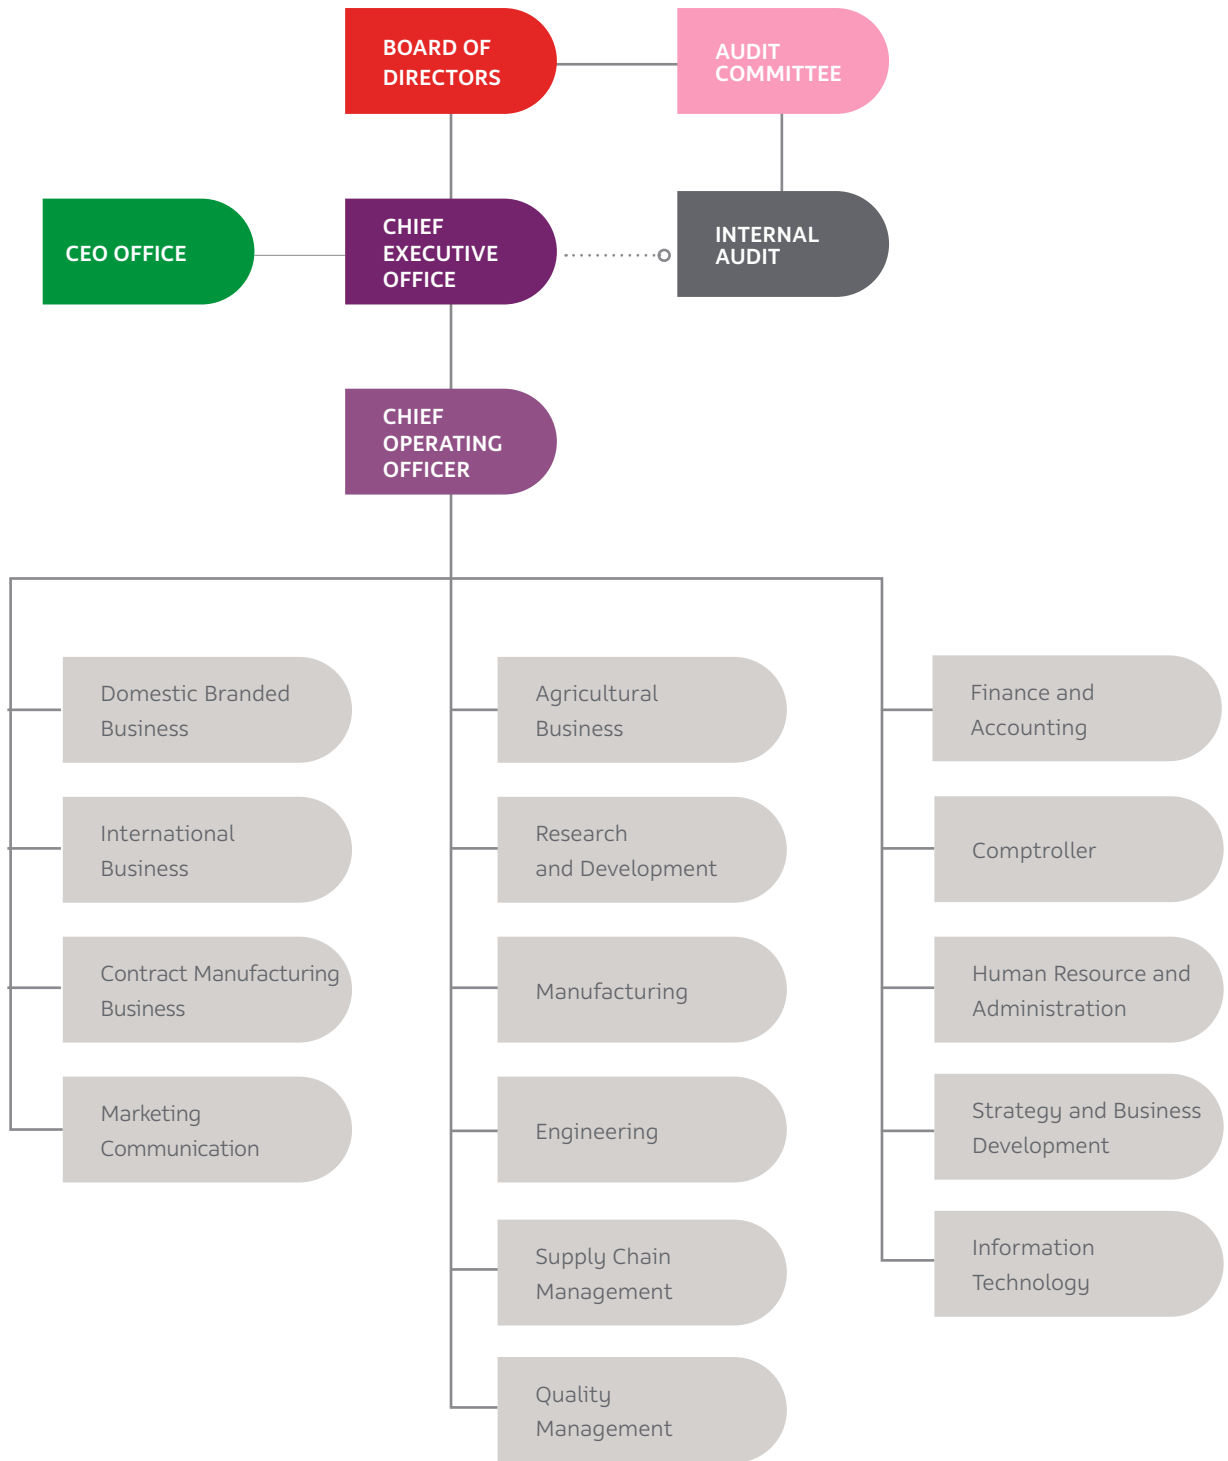 BOARD OF
DIRECTORS
AUDIT
COMMITTEE
CEO OFFICE
CHIEF
EXECUTIVE
OFFICE
INTERNAL
AUDIT
CHIEF
OPERATING
OFFICER
Domestic Branded
Business
International
Business
Contract Manufacturing
Business
Marketing
Communication
Agricultural
Business
Research
and Development
Manufacturing
Engineering
Supply Chain
Management
Quality
Management
Finance and
Accounting
Comptroller
Human Resource and
Administration
Strategy and Business
Development
Information
Technology